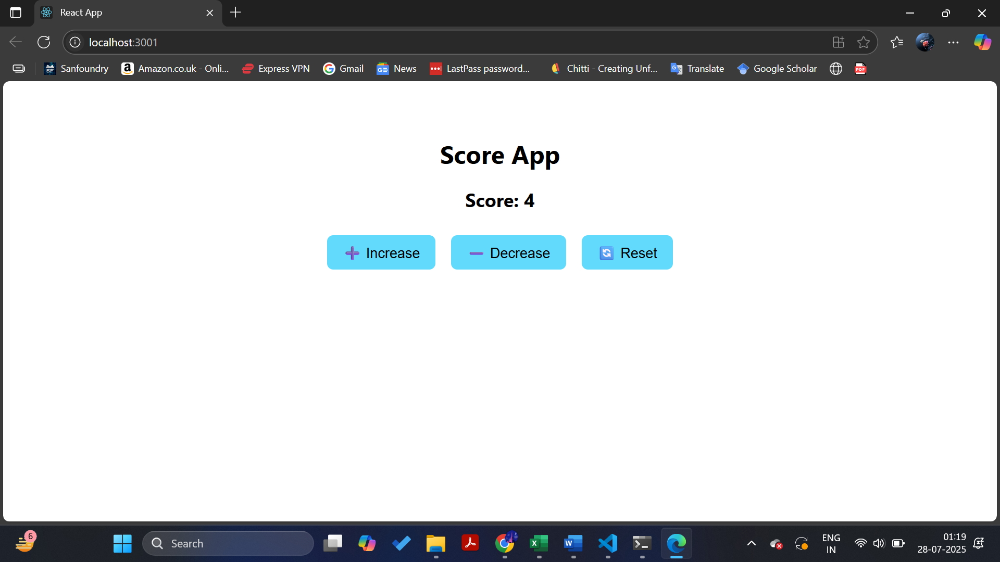 React App
localhost:3001
Sanfoundry
Amazon.co.uk - Onli...
Express VPN
Gmail
News
LastPass password...
Chitti - Creating Unf...
Translate
Google Scholar
PDF
Score App
Score: 4
➕ Increase
➖ Decrease
🔄 Reset
6
Search
ENG
IN
01:19
28-07-2025